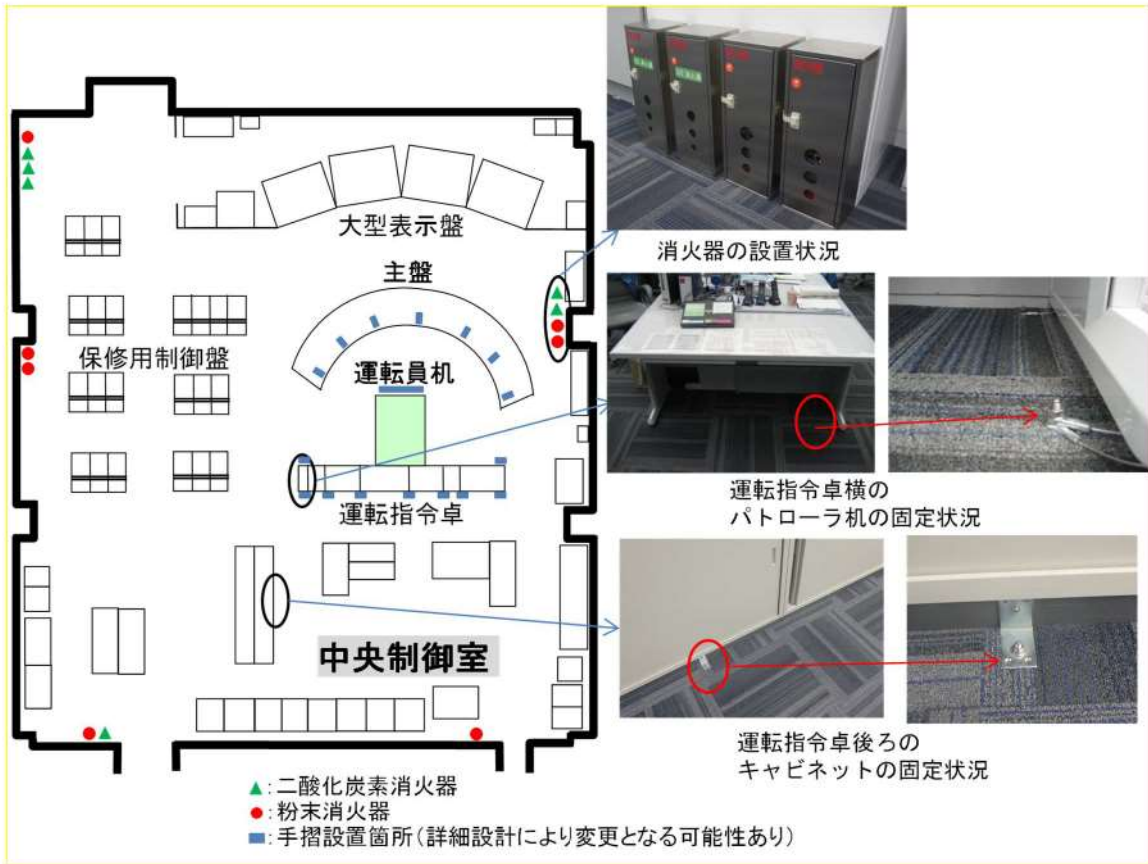 大型表示盤
主盤
保修用制御盤
運転員机
運転指令卓
中央制御室
消火器の設置状況
運転指令卓横の
パトローラ机の固定状況
運転指令卓後ろの
キャビネットの固定状況
▲:二酸化炭素消火器
●:粉末消火器
■:手摺設置箇所(詳細設計により変更となる可能性あり)